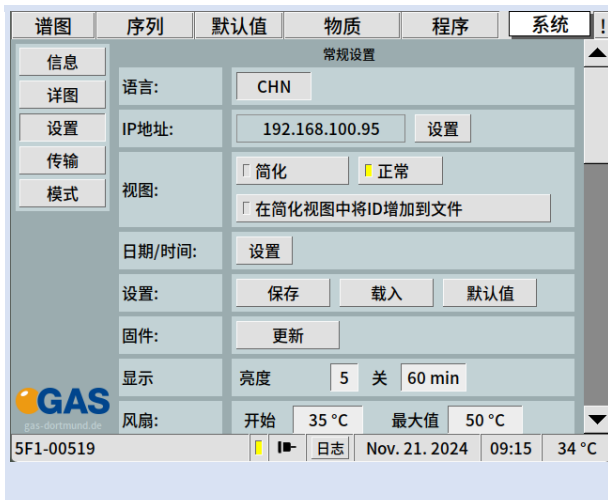 谱图 序列 默认值 物质 程序 系统 !
常规设置
信息
详图
设置
传输
模式
语言: CHN
IP地址: 192.168.100.95 设置
视图: 简化 正常
在简化视图中将ID增加到文件
日期/时间: 设置
设置: 保存 载入 默认值
固件: 更新
显示 亮度 5 关 60 min
风扇: 开始 35 °C 最大值 50 °C
GAS
gas-dortmund.de
5F1-00519 日志 Nov. 21. 2024 09:15 34 °C